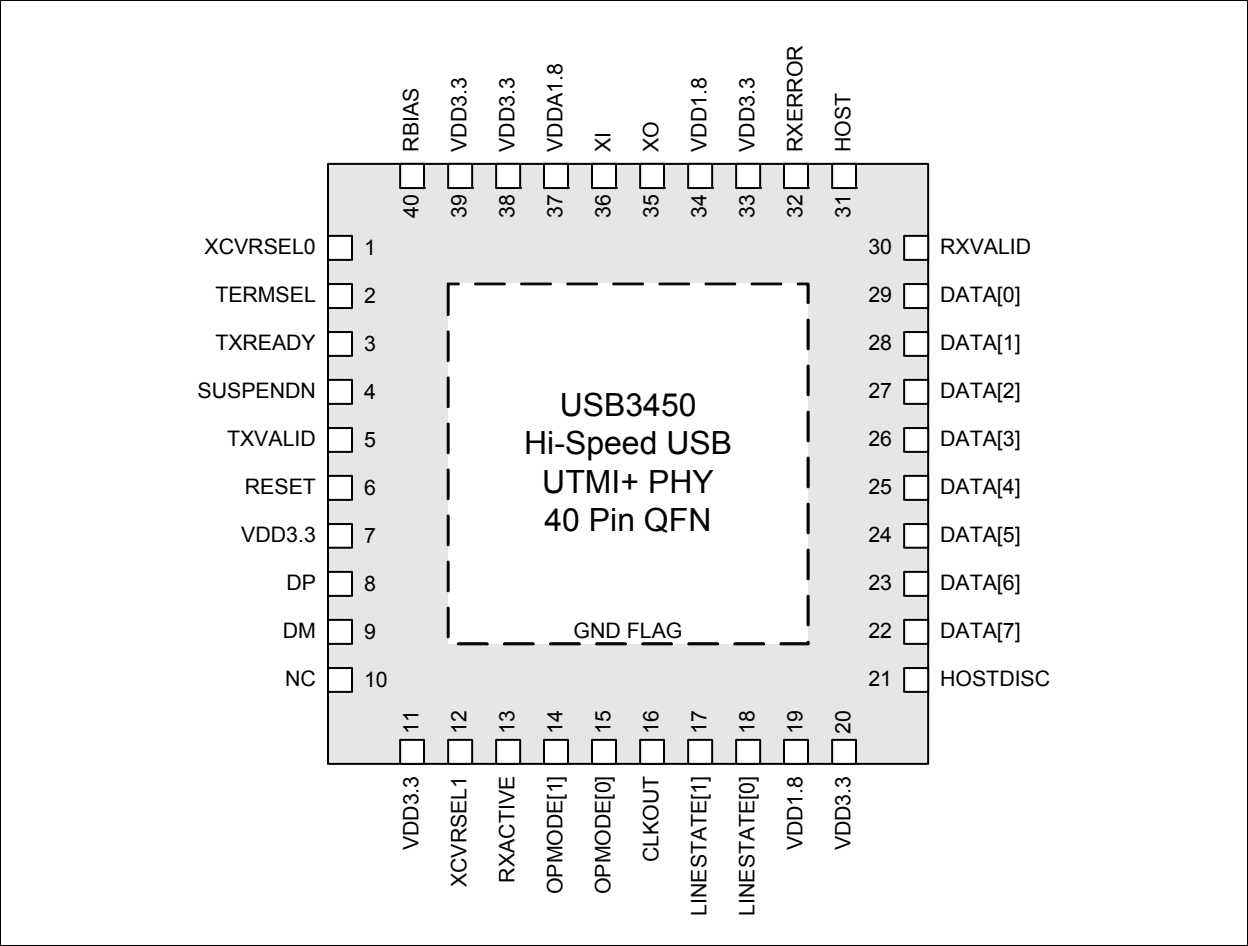 RBIAS
VDD3.3
VDD3.3
VDDA1.8
XI
XO
VDD1.8
VDD3.3
RXERROR
HOST
40
39
38
37
36
35
34
33
32
31
XCVRSEL0 1
TERMSEL 2
TXREADY 3
SUSPENDN 4
TXVALID 5
RESET 6
VDD3.3 7
DP 8
DM 9
NC 10
USB3450
Hi-Speed USB
UTMI+ PHY
40 Pin QFN
GND FLAG
30 RXVALID
29 DATA[0]
28 DATA[1]
27 DATA[2]
26 DATA[3]
25 DATA[4]
24 DATA[5]
23 DATA[6]
22 DATA[7]
21 HOSTDISC
11
12
13
14
15
16
17
18
19
20
VDD3.3
XCVRSEL1
RXACTIVE
OPMODE[1]
OPMODE[0]
CLKOUT
LINESTATE[1]
LINESTATE[0]
VDD1.8
VDD3.3